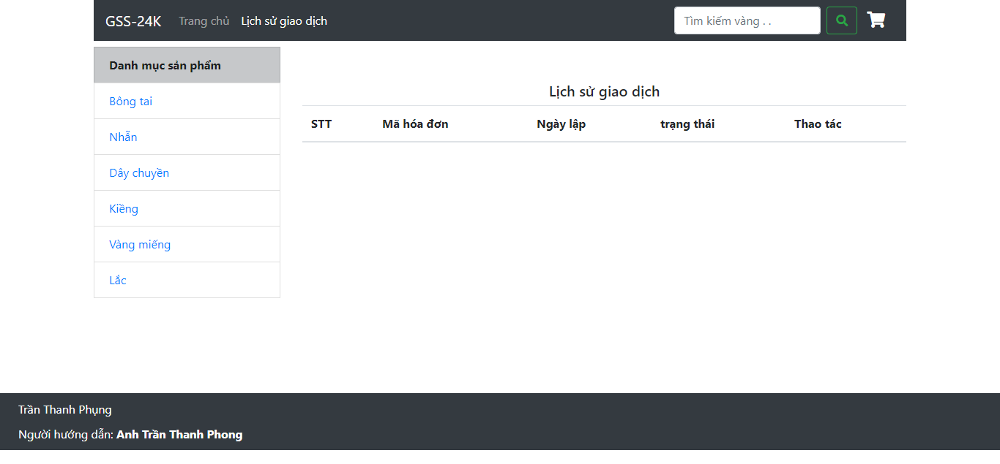 GSS-24K Trang chủ Lịch sử giao dịch Tìm kiếm vàng . .
Danh mục sản phẩm
Bông tai
Nhẫn
Dây chuyền
Kiềng
Vàng miếng
Lắc
Lịch sử giao dịch
STT Mã hóa đơn Ngày lập trạng thái Thao tác
Trần Thanh Phụng
Người hướng dẫn: Anh Trần Thanh Phong